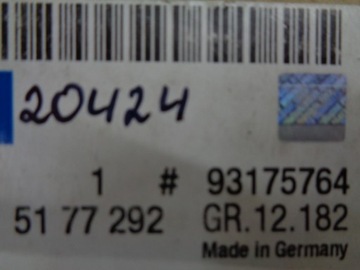 20424
1 # 93175764
51 77 292 GR.12.182
Made in Germany